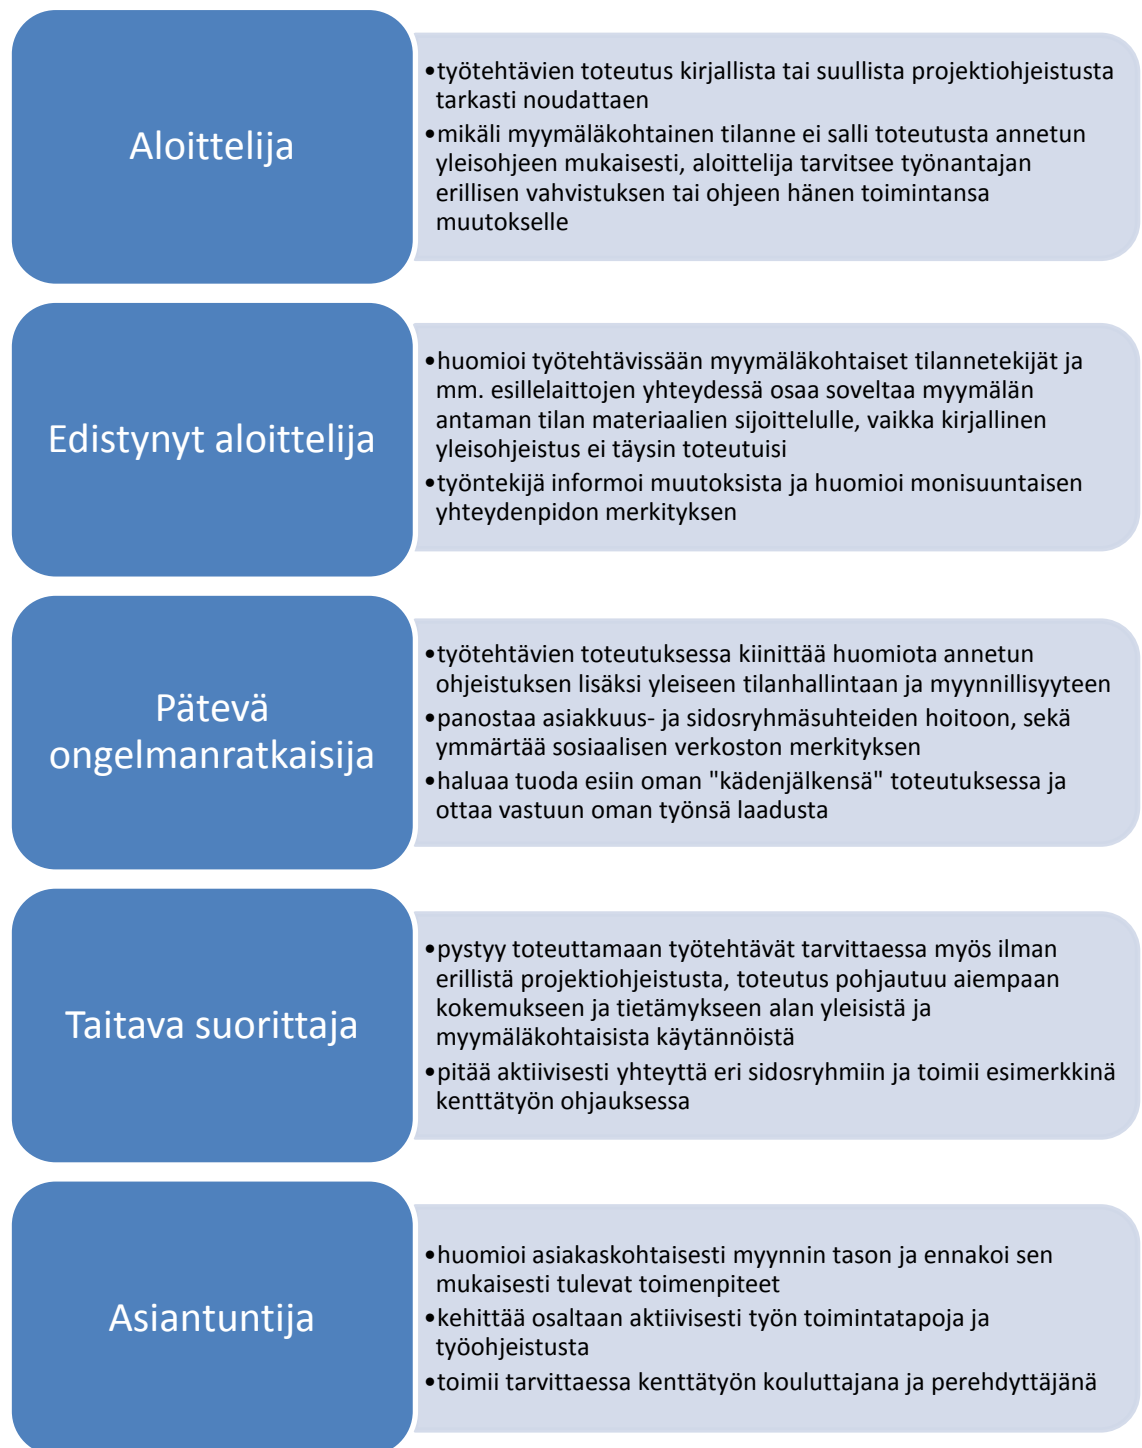 Aloittelija
•työtehtävien toteutus kirjallista tai suullista projektiohjeistusta
tarkasti noudattaen
•mikäli myymäläkohtainen tilanne ei salli toteutusta annetun
yleisohjeen mukaisesti, aloittelija tarvitsee työnantajan
erillisen vahvistuksen tai ohjeen hänen toimintansa
muutokselle
Edistynyt aloittelija
•huomioi työtehtävissään myymäläkohtaiset tilannetekijät ja
mm. esillelaittojen yhteydessä osaa soveltaa myymälän
antaman tilan materiaalien sijoittelulle, vaikka kirjallinen
yleisohjeistus ei täysin toteutuisi
•työntekijä informoi muutoksista ja huomioi monisuuntaisen
yhteydenpidon merkityksen
Pätevä
ongelmanratkaisija
•työtehtävien toteutuksessa kiinittää huomiota annetun
ohjeistuksen lisäksi yleiseen tilanhallintaan ja myynnillisyyteen
•panostaa asiakkuus- ja sidosryhmäsuhteiden hoitoon, sekä
ymmärtää sosiaalisen verkoston merkityksen
•haluaa tuoda esiin oman "kädenjälkensä" toteutuksessa ja
ottaa vastuun oman työnsä laadusta
Taitava suorittaja
•pystyy toteuttamaan työtehtävät tarvittaessa myös ilman
erillistä projektiohjeistusta, toteutus pohjautuu aiempaan
kokemukseen ja tietämykseen alan yleisistä ja
myymäläkohtaisista käytännöistä
•pitää aktiivisesti yhteyttä eri sidosryhmiin ja toimii esimerkkinä
kenttätyön ohjauksessa
Asiantuntija
•huomioi asiakaskohtaisesti myynnin tason ja ennakoi sen
mukaisesti tulevat toimenpiteet
•kehittää osaltaan aktiivisesti työn toimintatapoja ja
työohjeistusta
•toimii tarvittaessa kenttätyön kouluttajana ja perehdyttäjänä